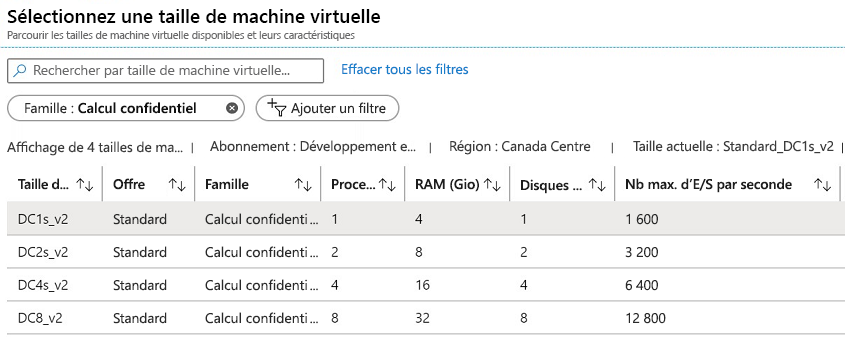 Sélectionnez une taille de machine virtuelle
Parcourir les tailles de machine virtuelle disponibles et leurs caractéristiques
Rechercher par taille de machine virtuelle... Effacer tous les filtres
Famille : Calcul confidentiel Ajouter un filtre
Affichage de 4 tailles de ma... | Abonnement : Développement e... | Région : Canada Centre | Taille actuelle : Standard_DC1s_v2 |
Taille d... Offre Famille Proce... RAM (Gio) Disques ... Nb max. d'E/S par seconde
DC1s_v2 Standard Calcul confidenti... 1 4 1 1 600
DC2s_v2 Standard Calcul confidenti... 2 8 2 3 200
DC4s_v2 Standard Calcul confidenti... 4 16 4 6 400
DC8_v2 Standard Calcul confidenti... 8 32 8 12 800